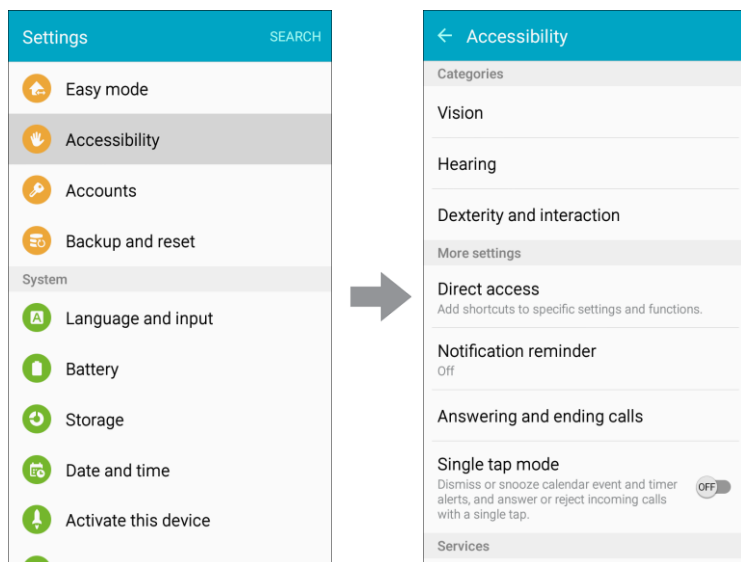 Settings
SEARCH
Easy mode
Accessibility
Accounts
Backup and reset
System
Language and input
Battery
Storage
Date and time
Activate this device
Accessibility
Categories
Vision
Hearing
Dexterity and interaction
More settings
Direct access
Add shortcuts to specific settings and functions.
Notification reminder
Off
Answering and ending calls
Single tap mode
Dismiss or snooze calendar event and timer
alerts, and answer or reject incoming calls
with a single tap.
OFF
Services